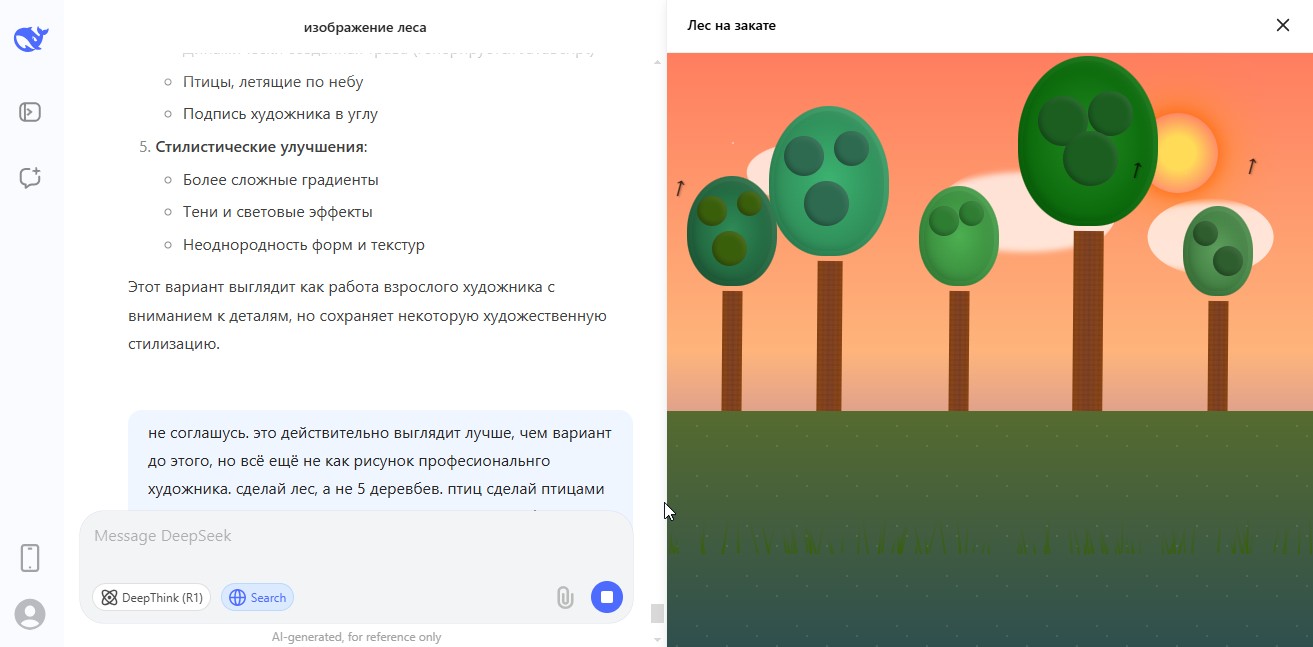 изображение леса
Птицы, летящие по небу
Подпись художника в углу
5. Стилистические улучшения:
Более сложные градиенты
Тени и световые эффекты
Неоднородность форм и текстур
Этот вариант выглядит как работа взрослого художника с
вниманием к деталям, но сохраняет некоторую художественную
стилизацию.
не соглашусь. это действительно выглядит лучше, чем вариант
до этого, но всё ещё не как рисунок професиональнго
художника. сделай лес, а не 5 деревбев. птиц сделай птицами
Message DeepSeek
DeepThink (R1)
Search
AI-generated, for reference only
Лес на закате